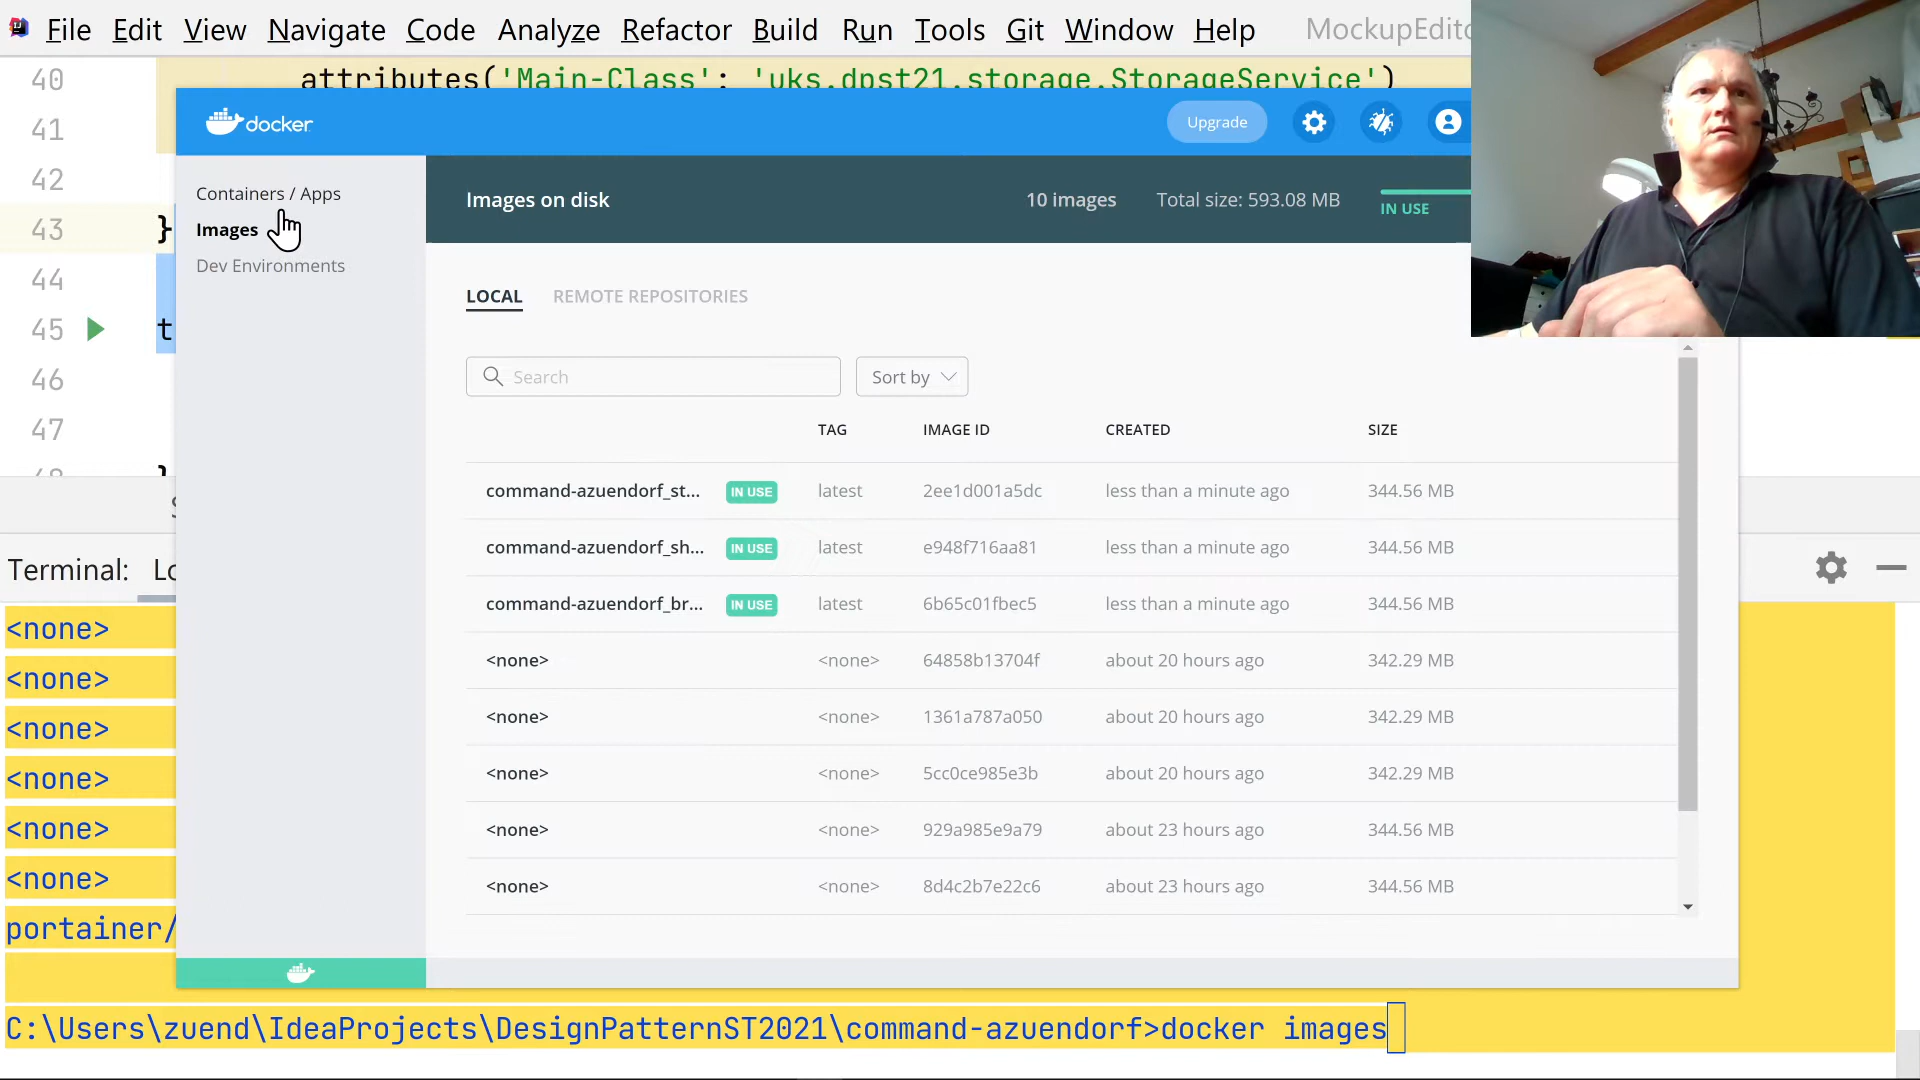 File Edit View Navigate Code Analyze Refactor Build Run Tools Git Window Help MockupEdito
40 attributes('Main-Class': 'uks.dpst21.storage.StorageService')
41
42
43 }
44
45 t
46
47
48 }
docker
Upgrade
Containers / Apps
Images
Dev Environments
Images on disk
10 images Total size: 593.08 MB
IN USE
LOCAL REMOTE REPOSITORIES
Search
Sort by
TAG IMAGE ID CREATED SIZE
command-azuendorf_st... IN USE latest 2ee1d001a5dc less than a minute ago 344.56 MB
command-azuendorf_sh... IN USE latest e948f716aa81 less than a minute ago 344.56 MB
command-azuendorf_br... IN USE latest 6b65c01fbec5 less than a minute ago 344.56 MB
<none> <none> 64858b13704f about 20 hours ago 342.29 MB
<none> <none> 1361a787a050 about 20 hours ago 342.29 MB
<none> <none> 5cc0ce985e3b about 20 hours ago 342.29 MB
<none> <none> 929a985e9a79 about 23 hours ago 344.56 MB
<none> <none> 8d4c2b7e22c6 about 23 hours ago 344.56 MB
Terminal: Lo
<none>
<none>
<none>
<none>
<none>
<none>
portainer/
C:\Users\zuend\IdeaProjects\DesignPatternST2021\command-azuendorf>docker images